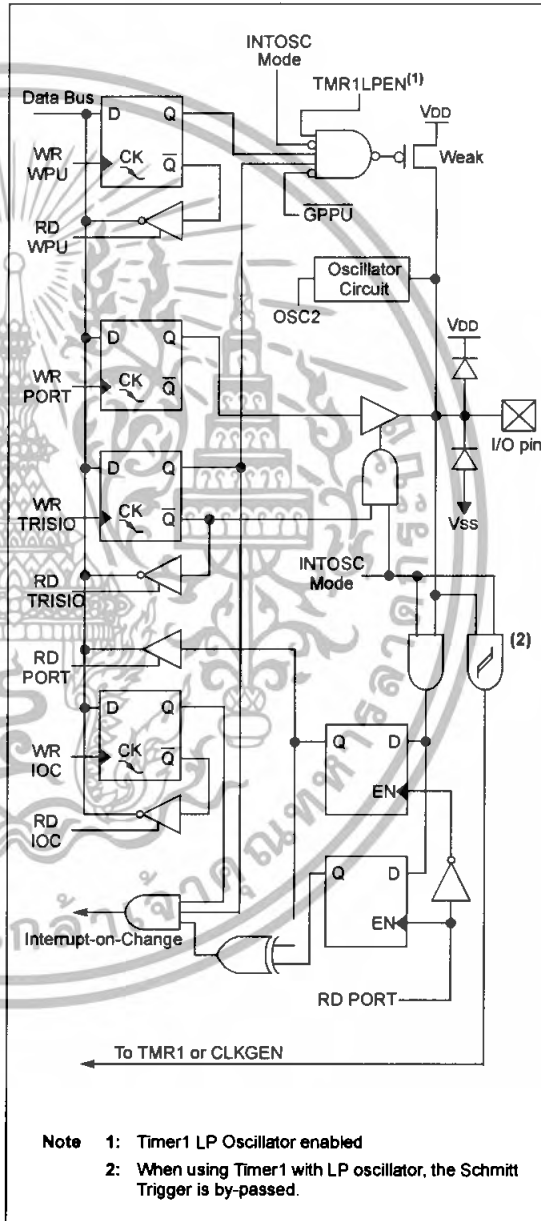 INTOSC
Mode
TMR1LPEN(1)
Data Bus
D Q
VDD
WR
WPU
CK Q
Weak
RD
WPU
GPPU
Oscillator
Circuit
OSC2
D Q
VDD
WR
PORT
CK Q
I/O pin
D Q
WR
TRISIO
CK Q
VSS
INTOSC
Mode
RD
TRISIO
(2)
RD
PORT
D Q
Q D
WR
IOC
CK Q
EN
RD
IOC
Q D
EN
Interrupt-on-Change
RD PORT
To TMR1 or CLKGEN
Note 1: Timer1 LP Oscillator enabled
2: When using Timer1 with LP oscillator, the Schmitt
Trigger is by-passed.